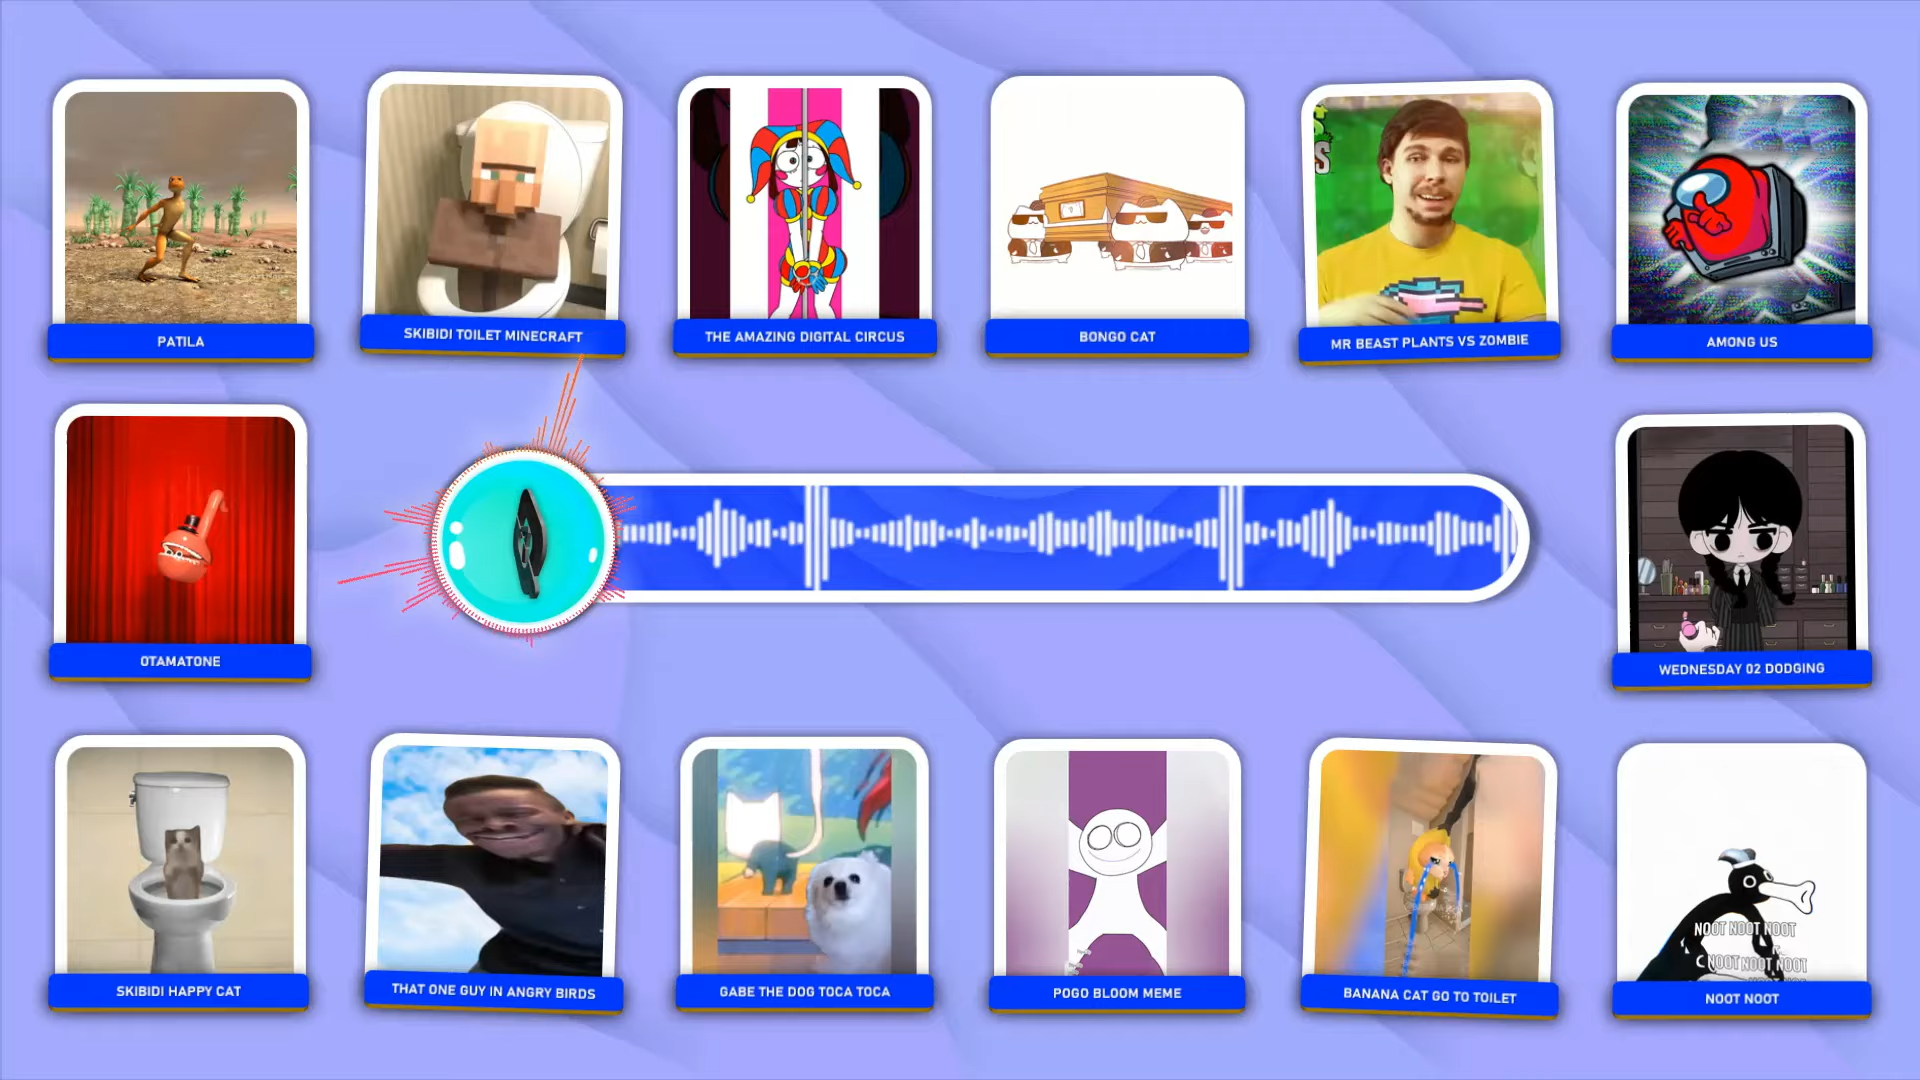 PATILA
SKIBIDI TOILET MINECRAFT
THE AMAZING DIGITAL CIRCUS
BONGO CAT
MR BEAST PLANTS VS ZOMBIE
AMONG US
OTAMATONE
WEDNESDAY 02 DODGING
SKIBIDI HAPPY CAT
THAT ONE GUY IN ANGRY BIRDS
GABE THE DOG TOCA TOCA
POGO BLOOM MEME
BANANA CAT GO TO TOILET
NOOT NOOT NOOT
NOOT NOOT NOOT
NOOT NOOT